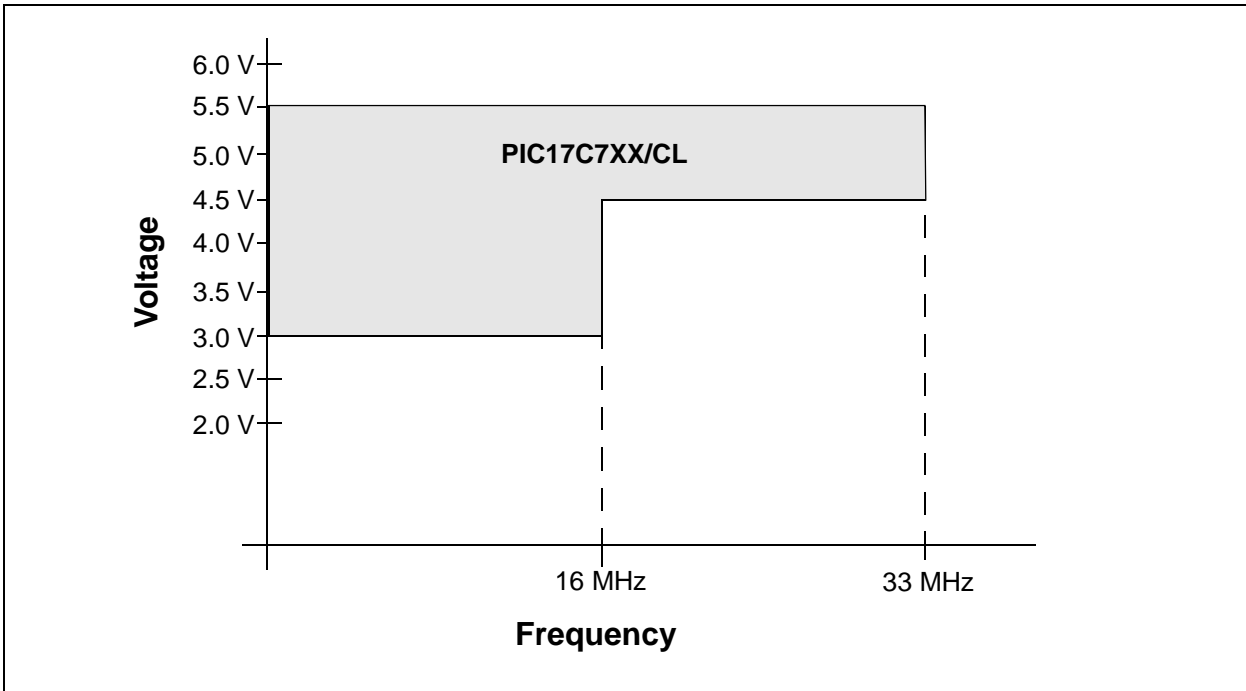 6.0 V
5.5 V
5.0 V
4.5 V
4.0 V
3.5 V
3.0 V
2.5 V
2.0 V
Voltage
PIC17C7XX/CL
16 MHz
33 MHz
Frequency